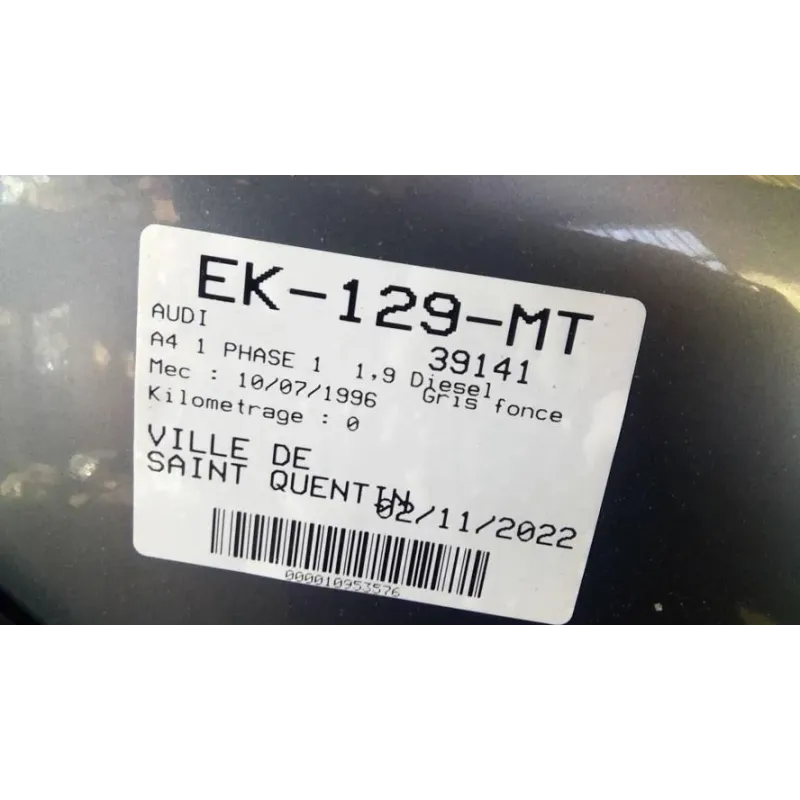 EK-129-MT
AUDI
39141
A4 1 PHASE 1 1,9 Diesel
Mec : 10/07/1996 Gris fonce
Kilometrage : 0
VILLE DE
SAINT QUENTIN
02/11/2022
000010953576